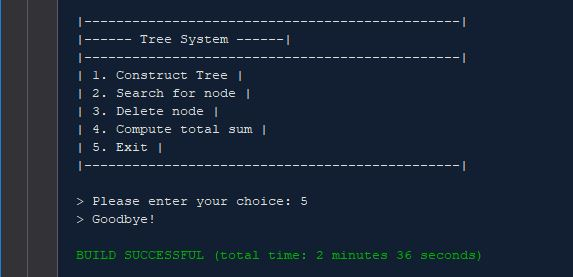 |-----------------------------------------------|
|------ Tree System ------|
|-----------------------------------------------|
| 1. Construct Tree |
| 2. Search for node |
| 3. Delete node |
| 4. Compute total sum |
| 5. Exit |
|-----------------------------------------------|
> Please enter your choice: 5
> Goodbye!
BUILD SUCCESSFUL (total time: 2 minutes 36 seconds)